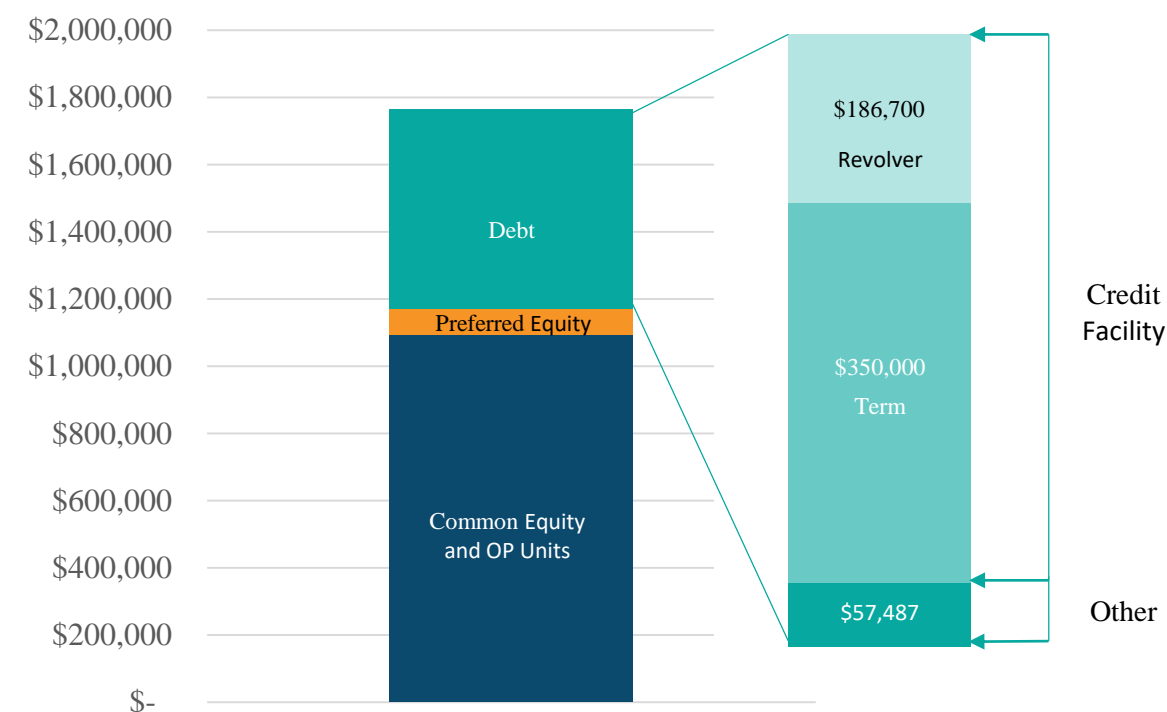 $2,000,000
$1,800,000
$1,600,000
$1,400,000
$1,200,000
$1,000,000
$800,000
$600,000
$400,000
$200,000
$-
Debt
Preferred Equity
Common Equity
and OP Units
$186,700
Revolver
$350,000
Term
$57,487
Credit
Facility
Other